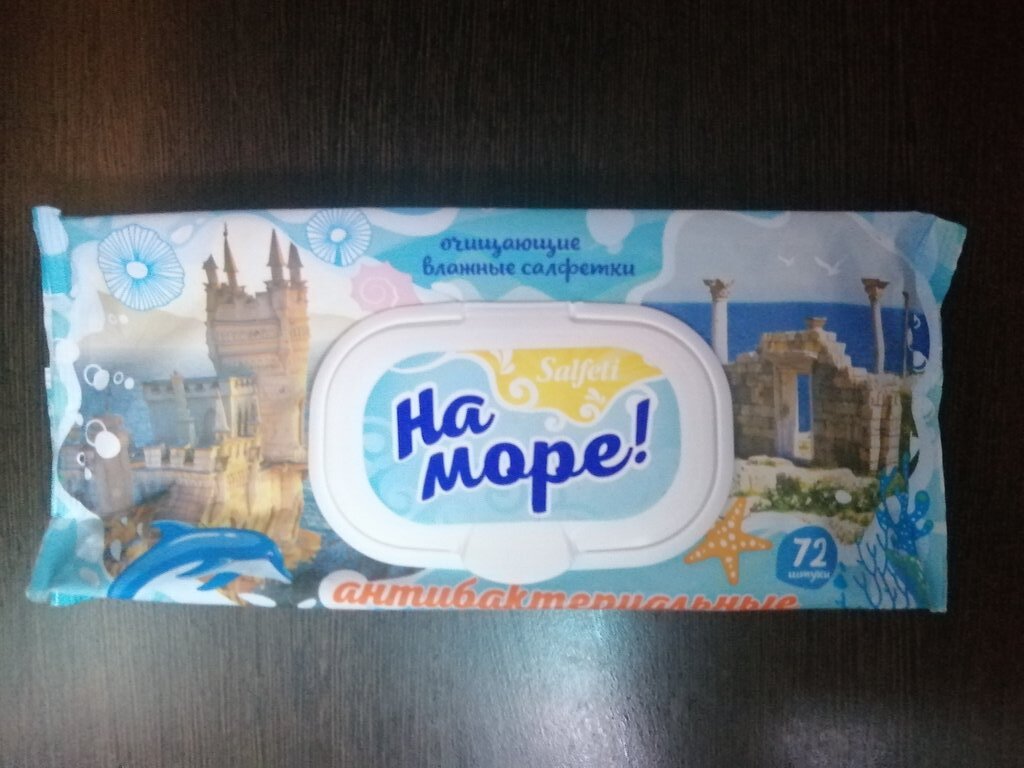 очищающие
влажные салфетки
Salfeti
На
море!
72
штуки
антибактериальные